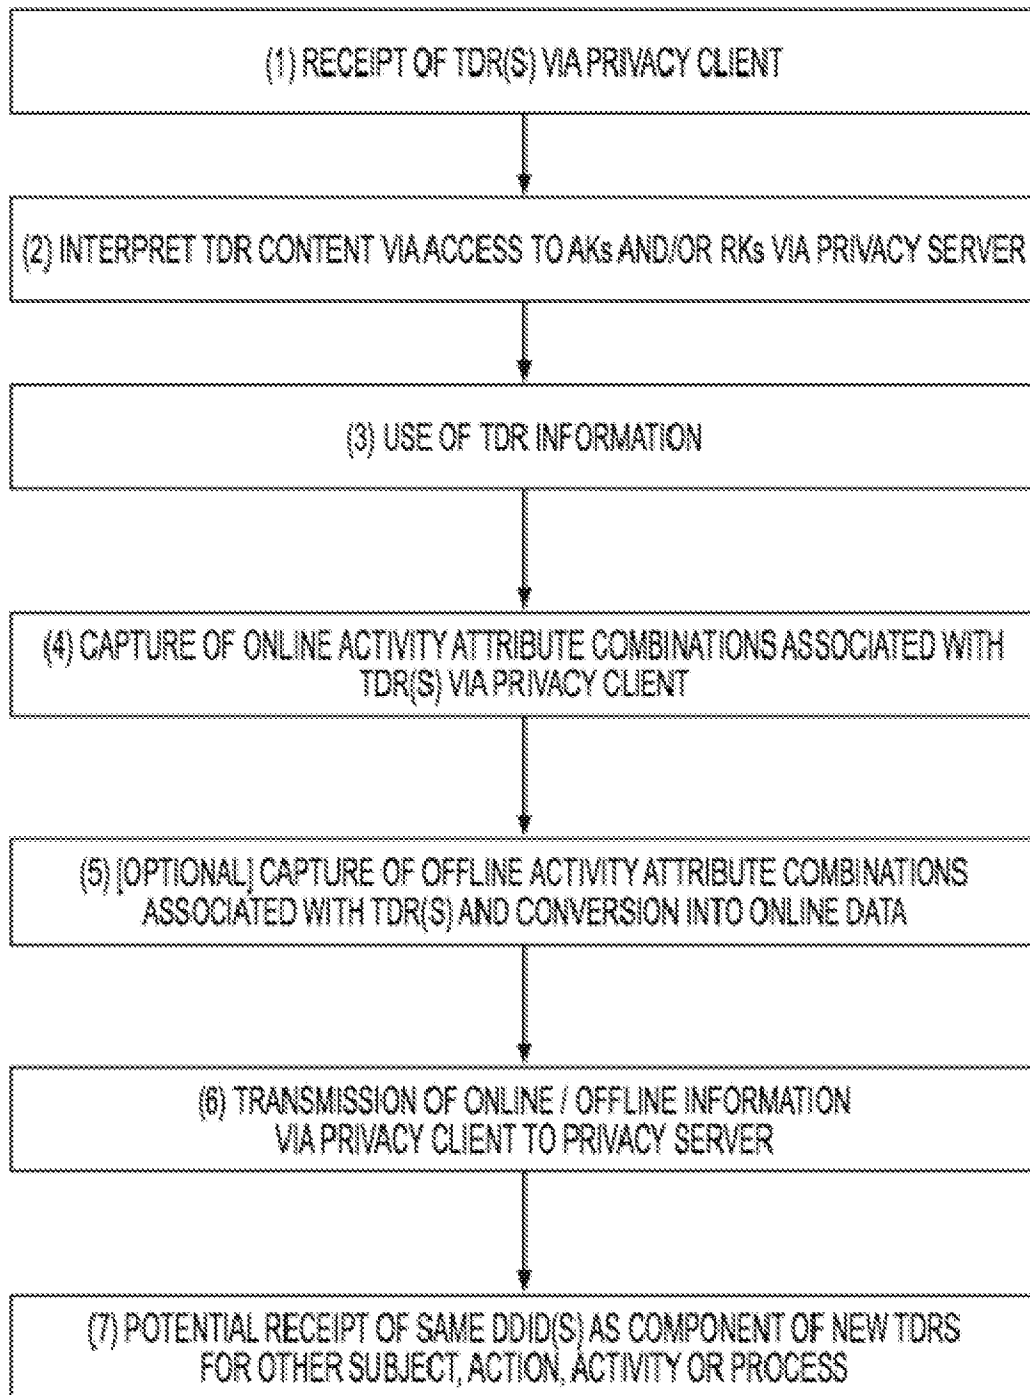 (1) RECEIPT OF TDR(S) VIA PRIVACY CLIENT
(2) INTERPRET TDR CONTENT VIA ACCESS TO AKs AND/OR RKs VIA PRIVACY SERVER
(3) USE OF TDR INFORMATION
(4) CAPTURE OF ONLINE ACTIVITY ATTRIBUTE COMBINATIONS ASSOCIATED WITH
TDR(S) VIA PRIVACY CLIENT
(5) [OPTIONAL] CAPTURE OF OFFLINE ACTIVITY ATTRIBUTE COMBINATIONS
ASSOCIATED WITH TDR(S) AND CONVERSION INTO ONLINE DATA
(6) TRANSMISSION OF ONLINE / OFFLINE INFORMATION
VIA PRIVACY CLIENT TO PRIVACY SERVER
(7) POTENTIAL RECEIPT OF SAME DDID(S) AS COMPONENT OF NEW TDRS
FOR OTHER SUBJECT, ACTION, ACTIVITY OR PROCESS